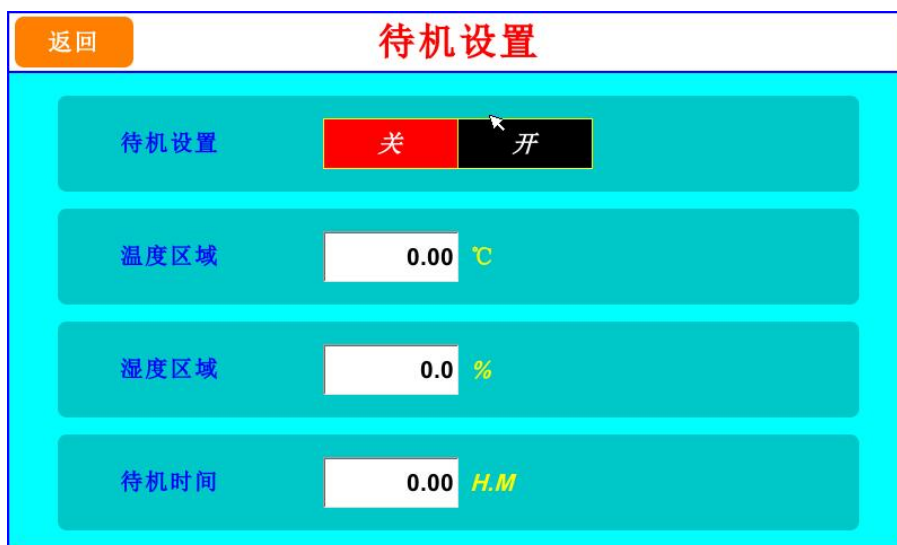 返回 待机设置
待机设置 关 开
温度区域 0.00 ℃
湿度区域 0.0 %
待机时间 0.00 H.M